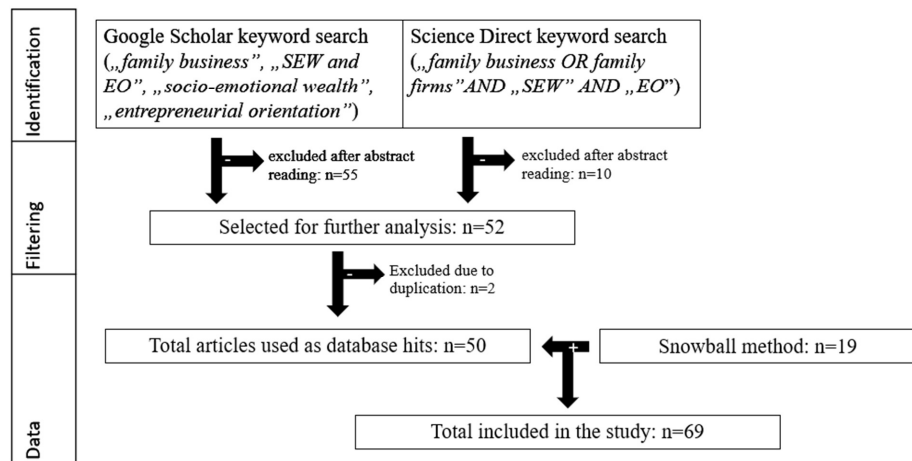 Identification
Google Scholar keyword search
(„family business”, „SEW and
EO”, „socio-emotional wealth”,
„entrepreneurial orientation”)
Science Direct keyword search
(„family business OR family
firms”AND „SEW” AND „EO”)
Filtering
-
excluded after abstract
reading: n=55
-
excluded after abstract
reading: n=10
Selected for further analysis: n=52
-
Excluded due to
duplication: n=2
Data
Total articles used as database hits: n=50
+
Snowball method: n=19
Total included in the study: n=69